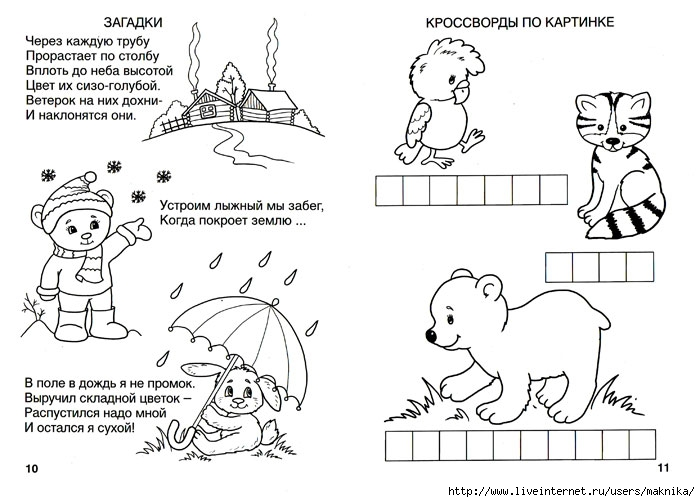 ЗАГАДКИ
Через каждую трубу
Прорастает по столбу
Вплоть до неба высотой
Цвет их сизо-голубой.
Ветерок на них дохни-
И наклонятся они.
Устроим лыжный мы забег,
Когда покроет землю ...
В поле в дождь я не промок.
Выручил складной цветок –
Распустился надо мной
И остался я сухой!
10
КРОССВОРДЫ ПО КАРТИНКЕ
11
http://www.liveinternet.ru/users/maknika/